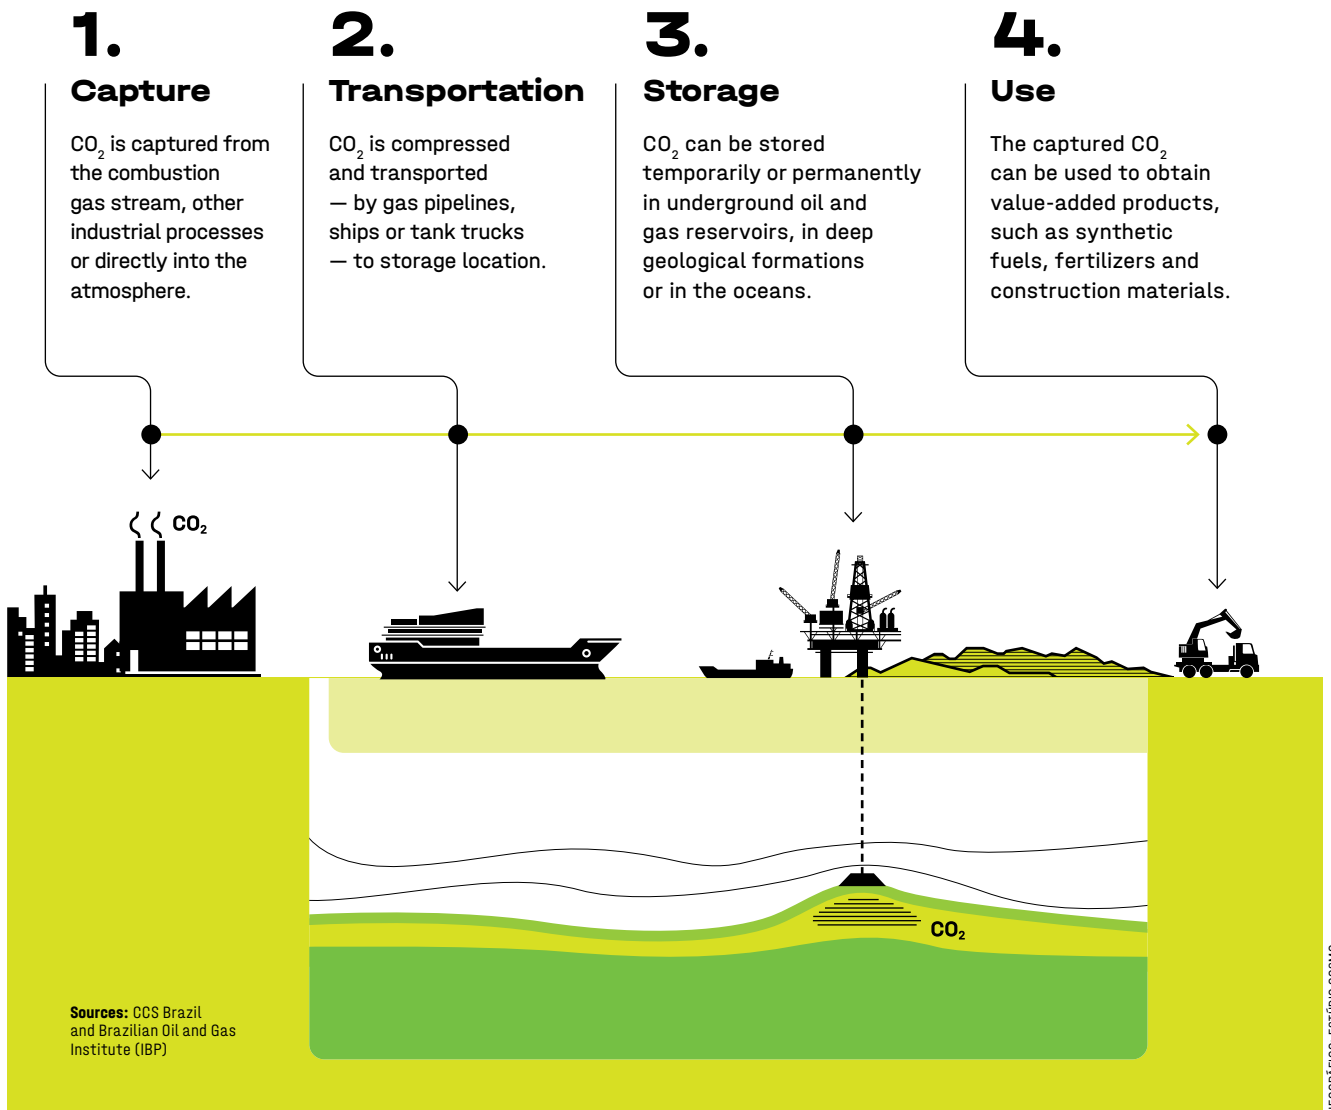 1.
Capture
CO₂ is captured from
the combustion
gas stream, other
industrial processes
or directly into the
atmosphere.
2.
Transportation
CO₂ is compressed
and transported
— by gas pipelines,
ships or tank trucks
— to storage location.
3.
Storage
CO₂ can be stored
temporarily or permanently
in underground oil and
gas reservoirs, in deep
geological formations
or in the oceans.
4.
Use
The captured CO₂
can be used to obtain
value-added products,
such as synthetic
fuels, fertilizers and
construction materials.
CO₂
CO₂
Sources: CCS Brazil
and Brazilian Oil and Gas
Institute (IBP)